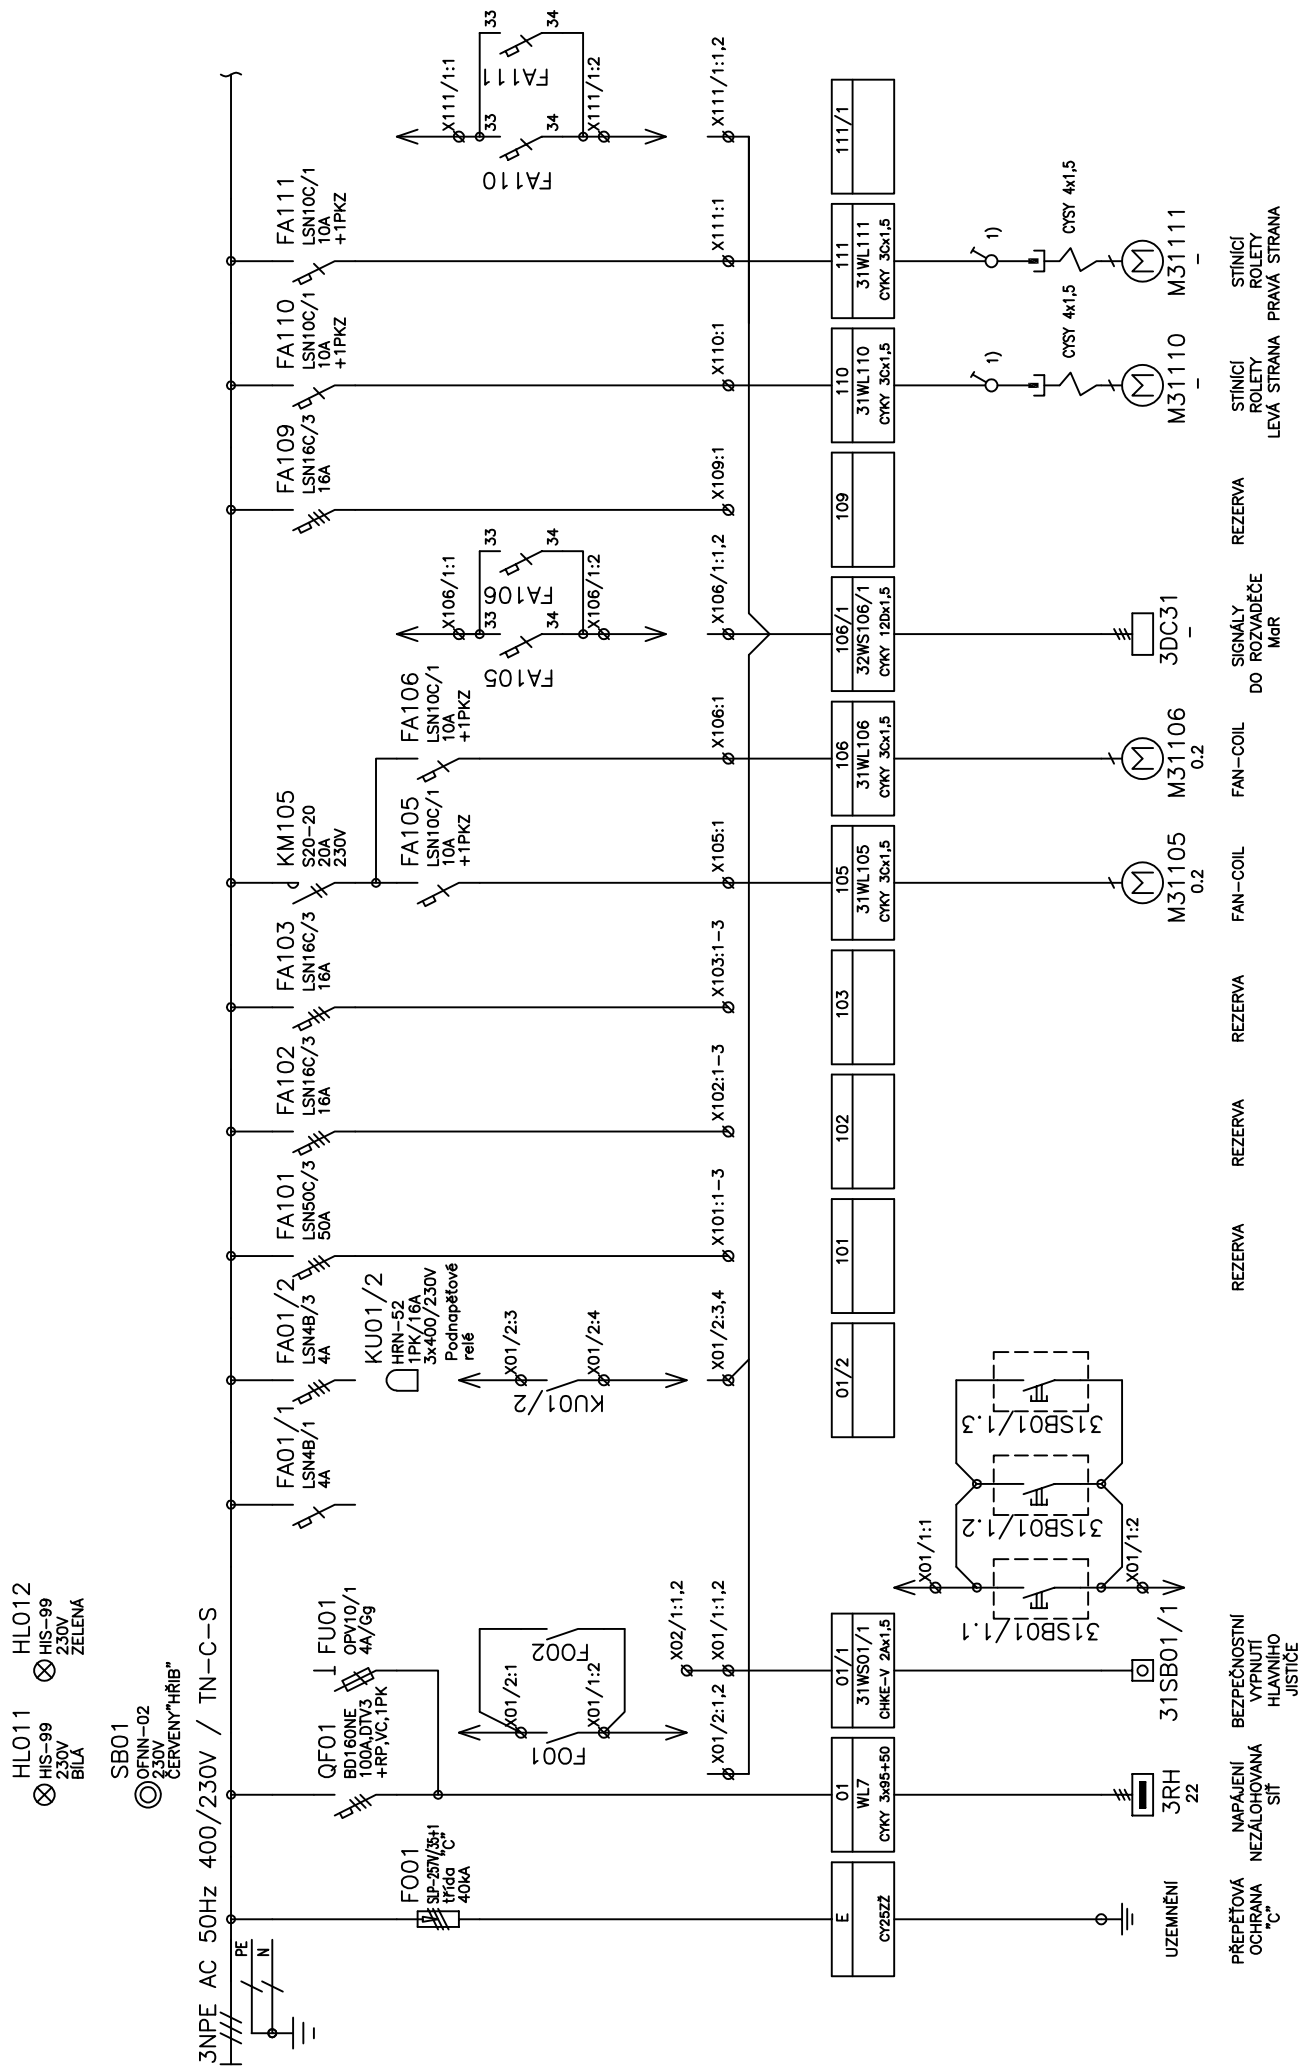 HL011
HIS-99
230V
BÍLÁ
HL012
HIS-99
230V
ZELENÁ
SB01
OFNN-02
230V
ČERVENY"HŘIB"
3NPE AC 50Hz 400/230V / TN-C-S
PE
N
FO01
SLP-257V/35+1
třída "C"
40kA
QF01
BD160NE
100A,DTV3
+RP,VC,1PK
FU01
OPV10/1
4A/Gg
FA01/1
LSN4B/1
4A
FA01/2
LSN4B/3
4A
KU01/2
HRN-52
1PK/16A
3x400/230V
Podnapěťové
relé
FA101
LSN50C/3
50A
FA102
LSN16C/3
16A
FA103
LSN16C/3
16A
KM105
S20-20
20A
230V
FA105
LSN10C/1
10A
+1PKZ
FA106
LSN10C/1
10A
+1PKZ
FA109
LSN16C/3
16A
FA110
LSN10C/1
10A
+1PKZ
FA111
LSN10C/1
10A
+1PKZ
X01/2:1
X01/1:2
FO01
FO02
X01/2:3
X01/2:4
KU01/2
X106/1:1
33
34
X106/1:2
FA105
33
34
FA106
X111/1:1
33
34
X111/1:2
FA110
33
34
FA111
X01/2:1,2
X02/1:1,2
X01/1:1,2
X01/2:3,4
X101:1-3
X102:1-3
X103:1-3
X105:1
X106:1
X106/1:1,2
X109:1
X110:1
X111:1
X111/1:1,2
E
CY25ZŽ
01
WL7
CYKY 3x95+50
01/1
31WS01/1
CHKE-V 2Ax1,5
01/2
101
102
103
105
31WL105
CYKY 3Cx1,5
106
31WL106
CYKY 3Cx1,5
106/1
32WS106/1
CYKY 12Dx1,5
109
110
31WL110
CYKY 3Cx1,5
111
31WL111
CYKY 3Cx1,5
111/1
X01/1:1
X01/1:2
31SB01/1.1
31SB01/1.2
31SB01/1.3
1)
CYSY 4x1,5
1)
CYSY 4x1,5
UZEMNĚNÍ
3RH
22
31SB01/1
M31105
0.2
M31106
0.2
3DC31
-
M
M
M
M
M31110
-
M31111
-
PŘEPĚŤOVÁ
OCHRANA
"C"
NAPÁJENÍ
NEZÁLOHOVANÁ
SÍŤ
BEZPEČNOSTNÍ
VYPNUTÍ
HLAVNÍHO
JISTIČE
REZERVA
REZERVA
REZERVA
FAN-COIL
FAN-COIL
SIGNÁLY
DO ROZVADĚČE
MaR
REZERVA
STÍNÍCÍ
ROLETY
LEVÁ STRANA
STÍNÍCÍ
ROLETY
PRAVÁ STRANA